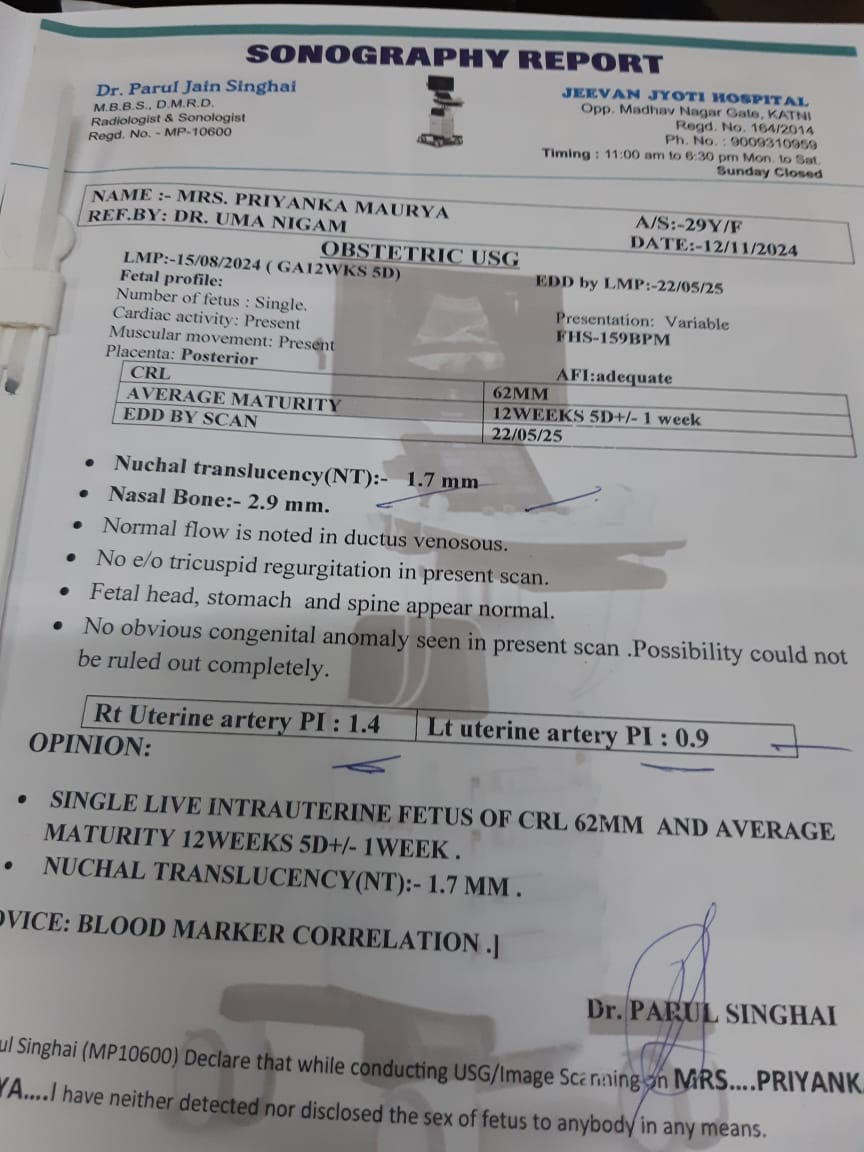 SONOGRAPHY REPORT
Dr. Parul Jain Singhai
M.B.B.S., D.M.R.D.
Radiologist & Sonologist
Regd. No. - MP-10600
JEEVAN JYOTI HOSPITAL
Opp. Madhav Nagar Gate, KATNI
Regd. No. 164/2014
Ph. No. : 9009310959
Timing : 11:00 am to 6:30 pm Mon. to Sat.
Sunday Closed
NAME :- MRS. PRIYANKA MAURYA A/S:-29Y/F
REF.BY: DR. UMA NIGAM DATE:-12/11/2024
OBSTETRIC USG
LMP:-15/08/2024 ( GA12WKS 5D) EDD by LMP:-22/05/25
Fetal profile:
Number of fetus : Single. Presentation: Variable
Cardiac activity: Present FHS-159BPM
Muscular movement: Present
Placenta: Posterior AFI:adequate
CRL 62MM
AVERAGE MATURITY 12WEEKS 5D+/- 1 week
EDD BY SCAN 22/05/25
• Nuchal translucency(NT):- 1.7 mm
• Nasal Bone:- 2.9 mm.
• Normal flow is noted in ductus venosous.
• No e/o tricuspid regurgitation in present scan.
• Fetal head, stomach and spine appear normal.
• No obvious congenital anomaly seen in present scan .Possibility could not
be ruled out completely.
Rt Uterine artery PI : 1.4 Lt uterine artery PI : 0.9
OPINION:
• SINGLE LIVE INTRAUTERINE FETUS OF CRL 62MM AND AVERAGE
MATURITY 12WEEKS 5D+/- 1WEEK .
• NUCHAL TRANSLUCENCY(NT):- 1.7 MM .
DVICE: BLOOD MARKER CORRELATION .]
Dr. PARUL SINGHAI
ul Singhai (MP10600) Declare that while conducting USG/Image Scanning on MRS....PRIYANK
YA....I have neither detected nor disclosed the sex of fetus to anybody in any means.